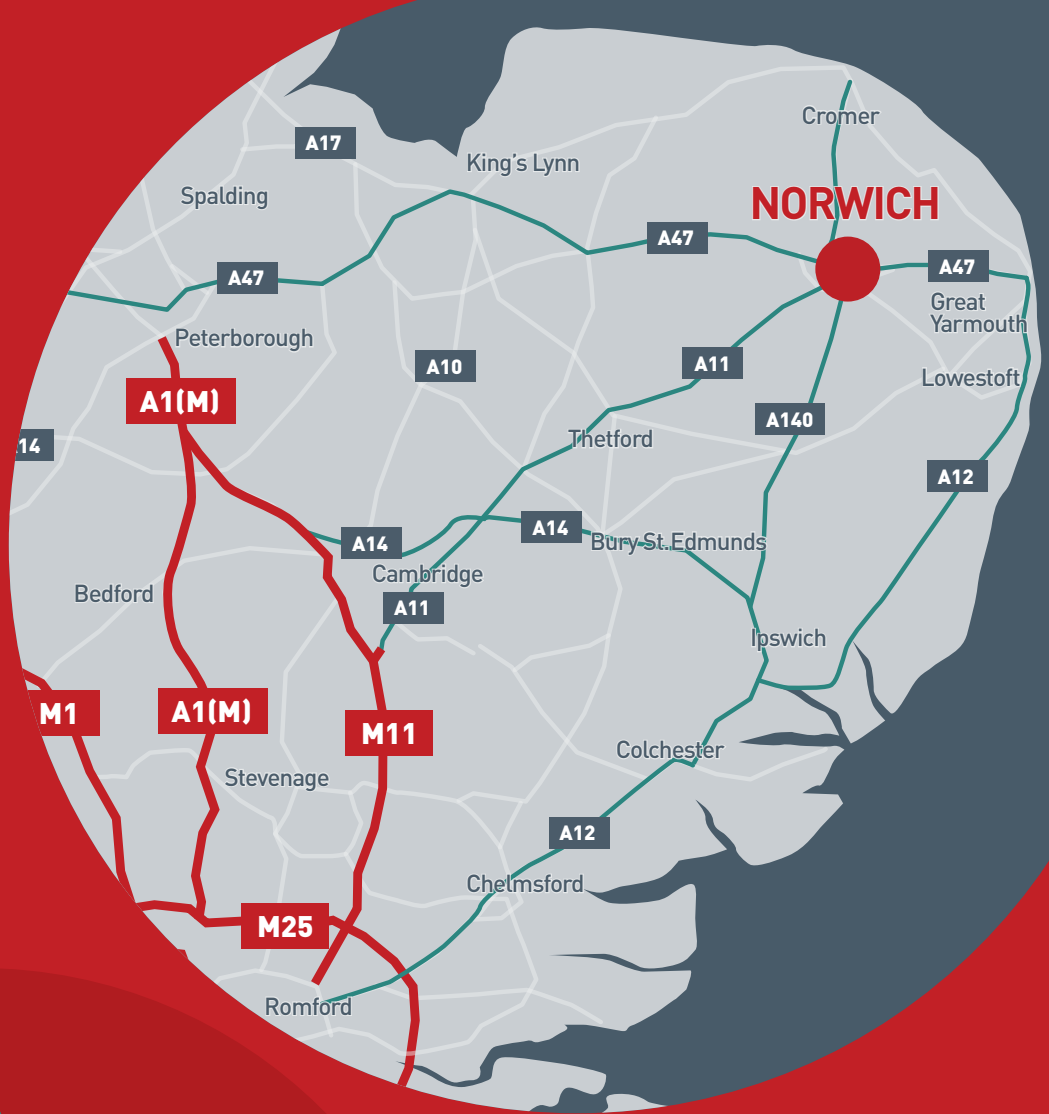 Cromer
A17
King's Lynn
Spalding
NORWICH
A47
A47
A47
Great
Yarmouth
Peterborough
A10
A11
Lowestoft
A1(M)
A140
14
Thetford
A12
A14
A14
Bury St.Edmunds
Cambridge
Bedford
A11
Ipswich
M1
A1(M)
M11
Colchester
Stevenage
A12
Chelmsford
M25
Romford